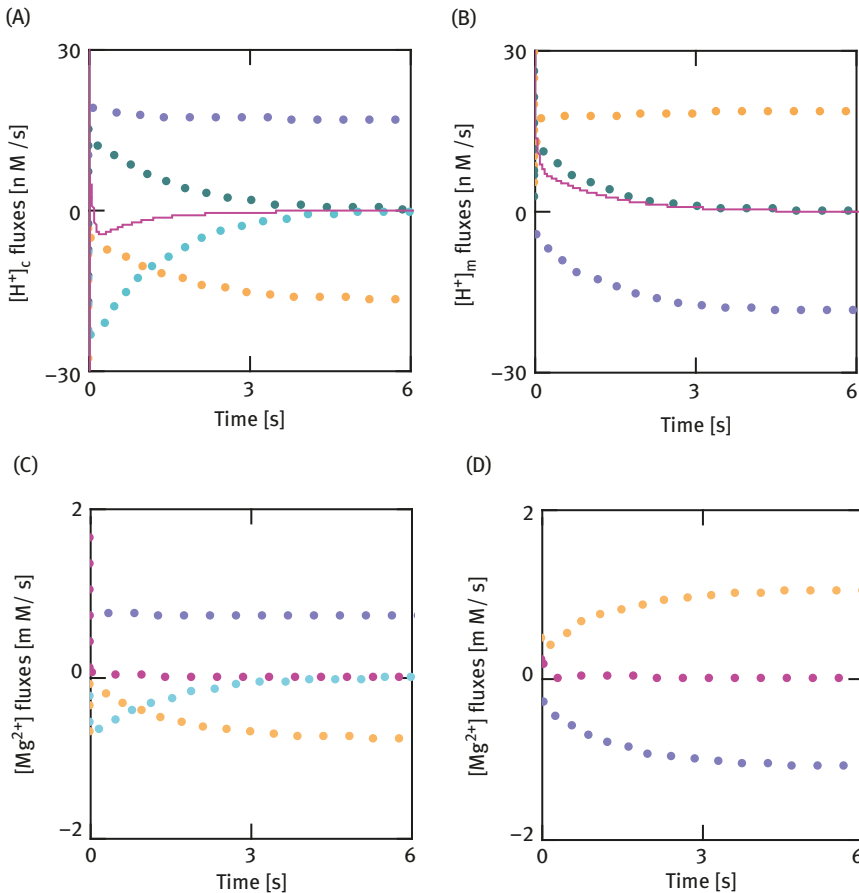 (A)
30
0
−30
[H+]c fluxes [n M / s]
0 3 6
Time [s]
(B)
30
0
−30
[H+]m fluxes [n M / s]
0 3 6
Time [s]
(C)
2
0
−2
[Mg2+] fluxes [m M/ s]
0 3 6
Time [s]
(D)
2
0
−2
[Mg2+] fluxes [m M/ s]
0 3 6
Time [s]